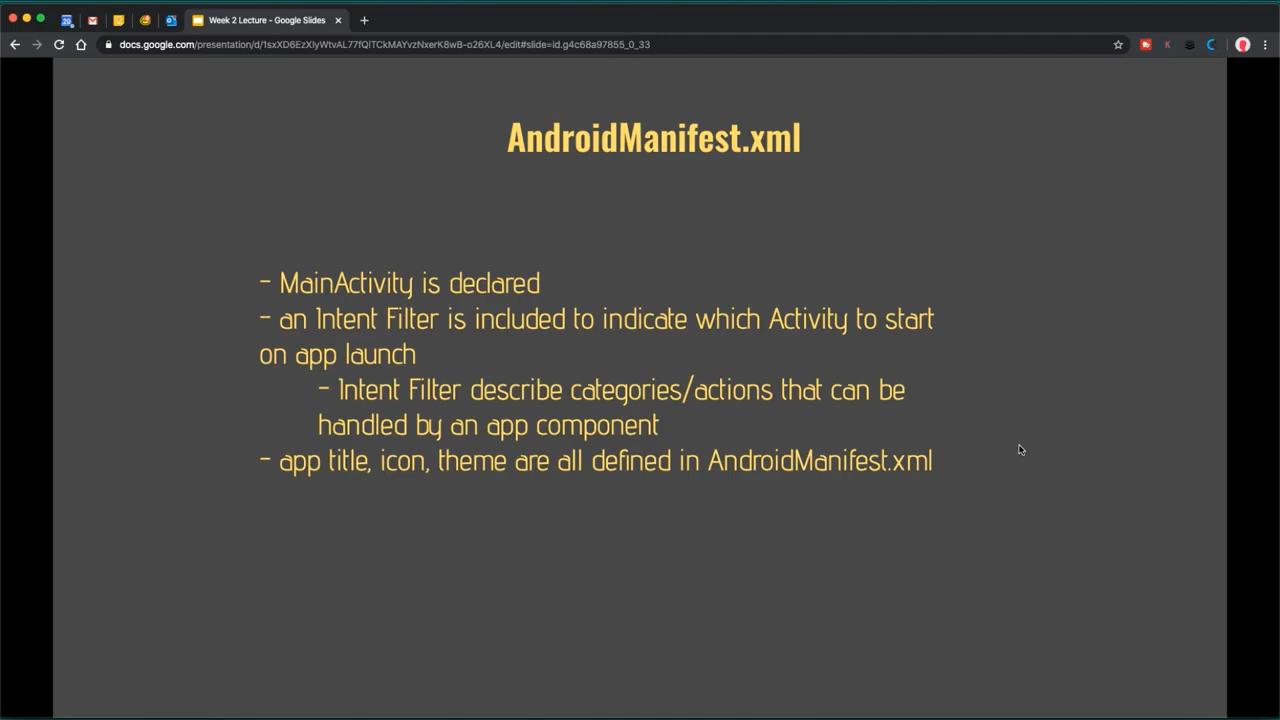 Week 2 Lecture - Google Slides
docs.google.com/presentation/d/1sxXD6EzXlyWtvAL77fQlTCkMAYvzNxerK8wB-o26XL4/edit#slide=id.g4c68a97855_0_33
AndroidManifest.xml
- MainActivity is declared
- an Intent Filter is included to indicate which Activity to start
on app launch
- Intent Filter describe categories/actions that can be
handled by an app component
- app title, icon, theme are all defined in AndroidManifest.xml